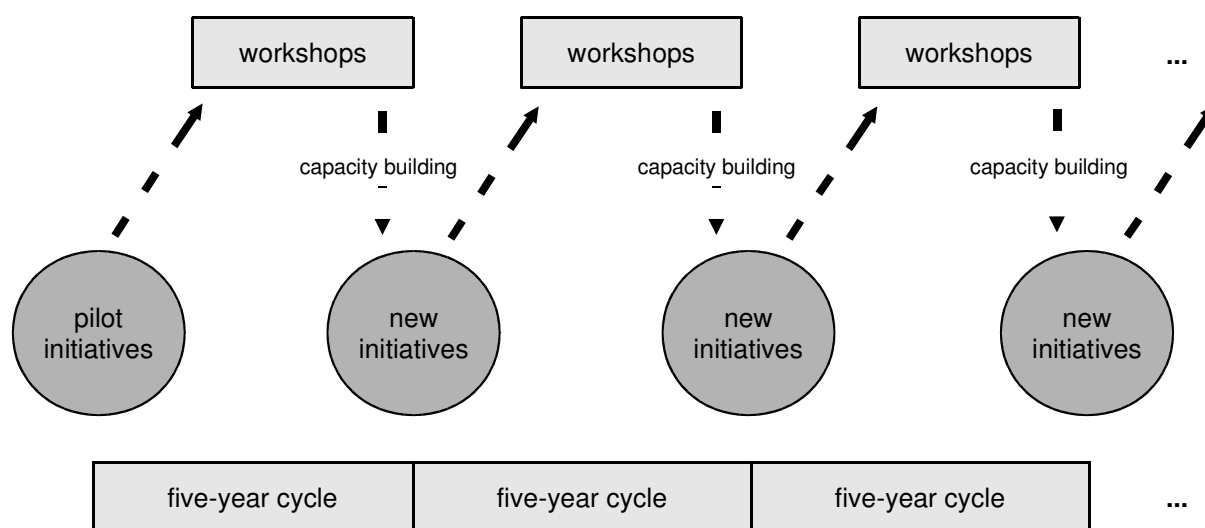 workshops
workshops
workshops
...
capacity building
capacity building
capacity building
pilot
initiatives
new
initiatives
new
initiatives
new
initiatives
five-year cycle
five-year cycle
five-year cycle
...